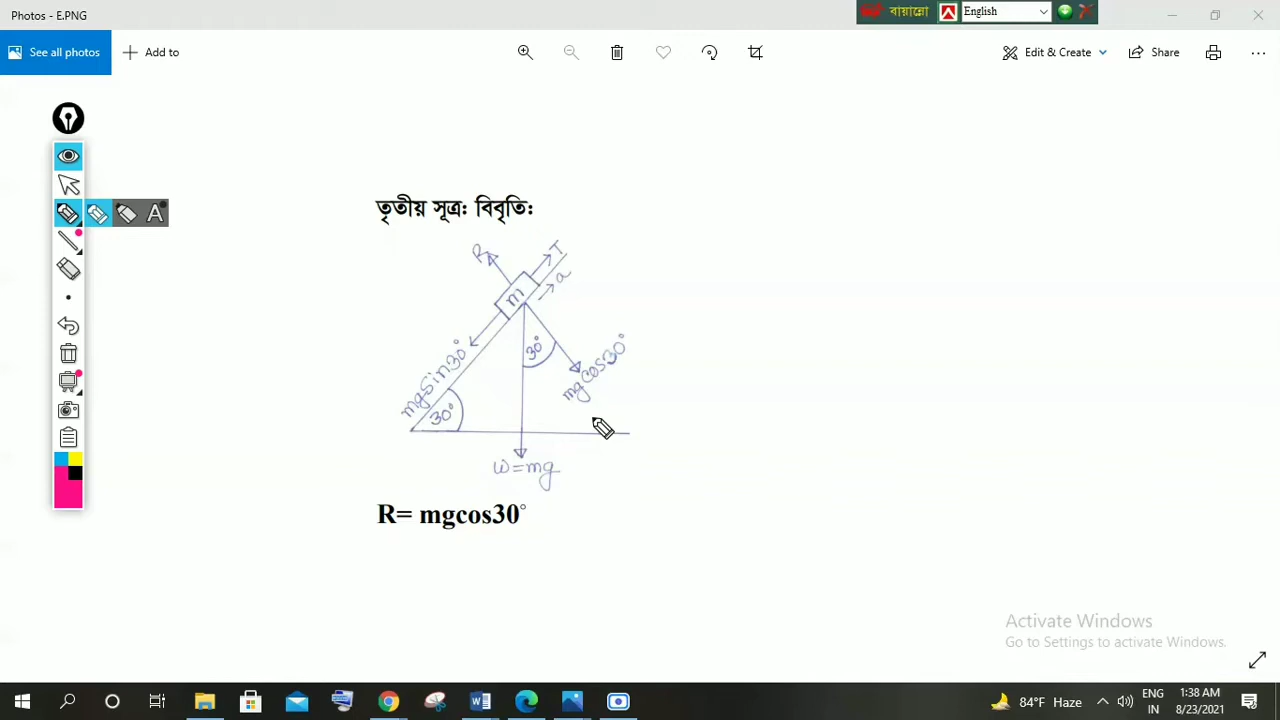 Photos - E.PNG
বায়ান্নো
English
See all photos
Add to
Edit & Create
Share
A
তৃতীয় সূত্র: বিবৃতি:
R
T
a
m
mgsin30°
30°
30°
mgcos30°
W=mg
R= mgcos30°
Activate Windows
Go to Settings to activate Windows.
84°F Haze
ENG
IN
1:38 AM
8/23/2021